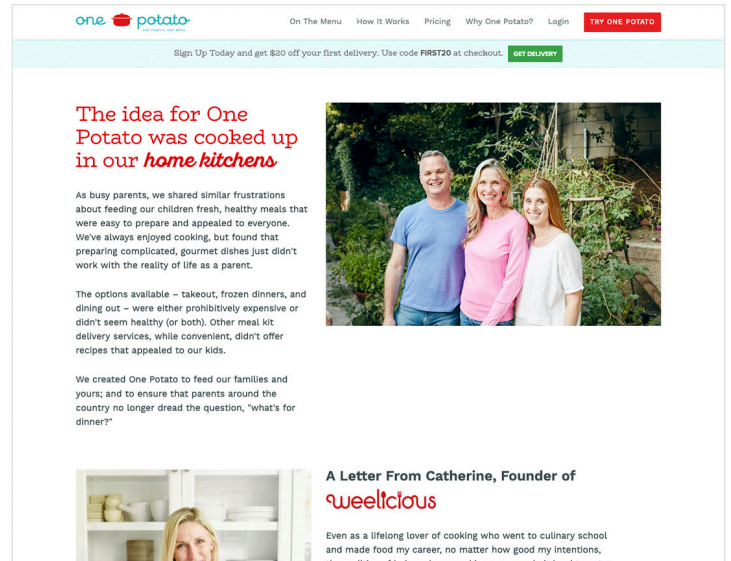 one potato
On The Menu How It Works Pricing Why One Potato? Login TRY ONE POTATO
Sign Up Today and get $20 off your first delivery. Use code FIRST20 at checkout. GET DELIVERY
The idea for One
Potato was cooked up
in our home kitchens
As busy parents, we shared similar frustrations
about feeding our children fresh, healthy meals that
were easy to prepare and appealed to everyone.
We've always enjoyed cooking, but found that
preparing complicated, gourmet dishes just didn't
work with the reality of life as a parent.
The options available – takeout, frozen dinners, and
dining out – were either prohibitively expensive or
didn't seem healthy (or both). Other meal kit
delivery services, while convenient, didn't offer
recipes that appealed to our kids.
We created One Potato to feed our families and
yours; and to ensure that parents around the
country no longer dread the question, "what's for
dinner?"
A Letter From Catherine, Founder of
weelicious
Even as a lifelong lover of cooking who went to culinary school
and made food my career, no matter how good my intentions,